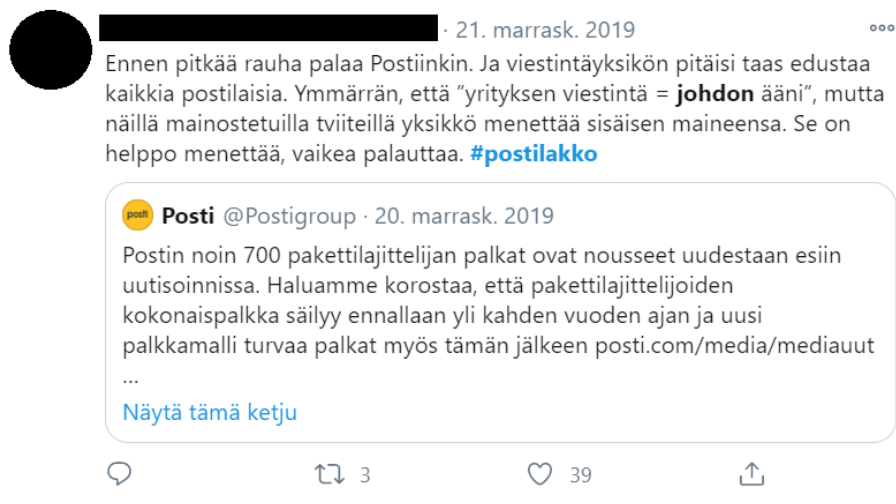 · 21. marrask. 2019
Ennen pitkää rauha palaa Postiinkin. Ja viestintäyksikön pitäisi taas edustaa
kaikkia postilaisia. Ymmärrän, että ”yrityksen viestintä = johdon ääni”, mutta
näillä mainostetuilla tviiteillä yksikkö menettää sisäisen maineensa. Se on
helppo menettää, vaikea palauttaa. #postilakko
posti Posti @Postigroup · 20. marrask. 2019
Postin noin 700 pakettilajittelijan palkat ovat nousseet uudestaan esiin
uutisoinnissa. Haluamme korostaa, että pakettilajittelijoiden
kokonaispalkka säilyy ennallaan yli kahden vuoden ajan ja uusi
palkkamalli turvaa palkat myös tämän jälkeen posti.com/media/mediauut
...
Näytä tämä ketju
3 39